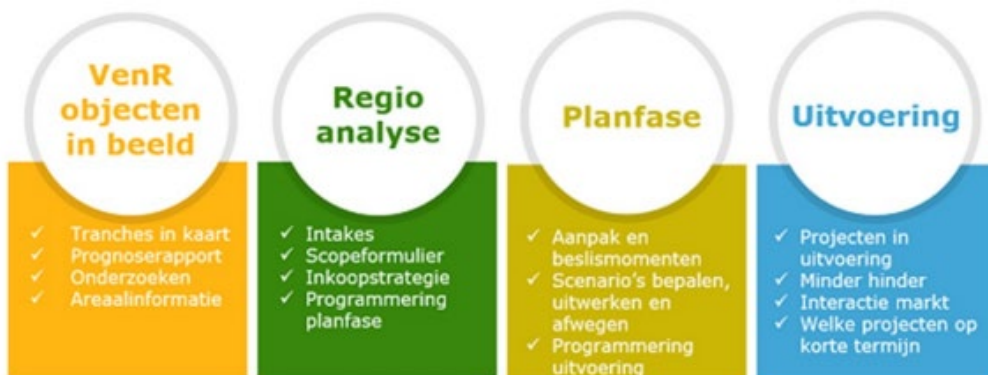 VenR
objecten
in beeld
✓ Tranches in kaart
✓ Prognoserapport
✓ Onderzoeken
✓ Areaalinformatie
Regio
analyse
✓ Intakes
✓ Scopeformulier
✓ Inkoopstrategie
✓ Programmering
planfase
Planfase
✓ Aanpak en
beslismomenten
✓ Scenario's bepalen,
uitwerken en
afwegen
✓ Programmering
uitvoering
Uitvoering
✓ Projecten in
uitvoering
✓ Minder hinder
✓ Interactie markt
✓ Welke projecten op
korte termijn